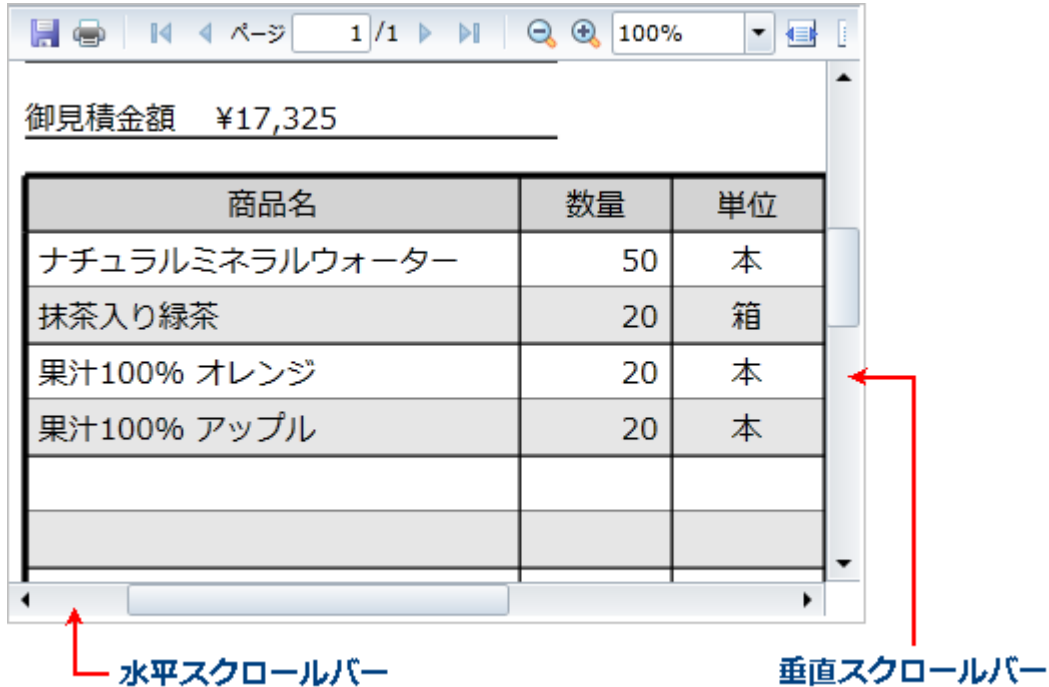 ページ 1 /1 100%
御見積金額 ¥17,325
商品名 数量 単位
ナチュラルミネラルウォーター 50 本
抹茶入り緑茶 20 箱
果汁100% オレンジ 20 本
果汁100% アップル 20 本
水平スクロールバー 垂直スクロールバー